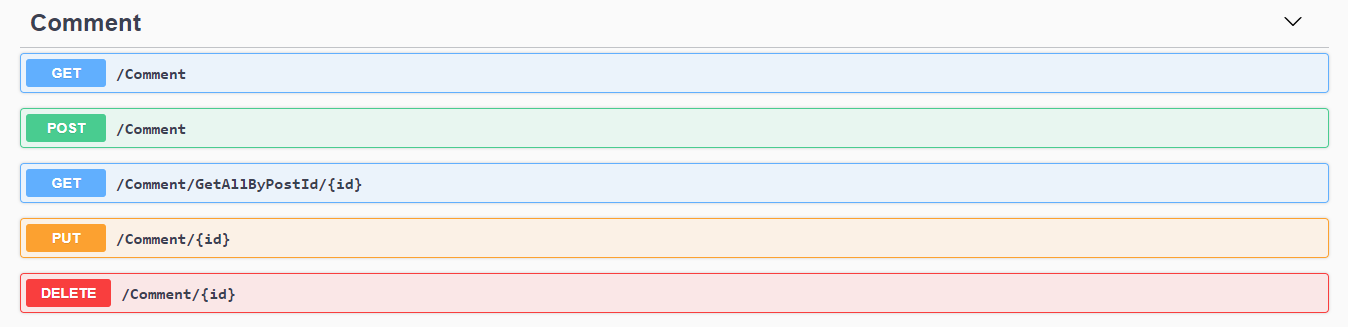 Comment
GET /Comment
POST /Comment
GET /Comment/GetAllByPostId/{id}
PUT /Comment/{id}
DELETE /Comment/{id}